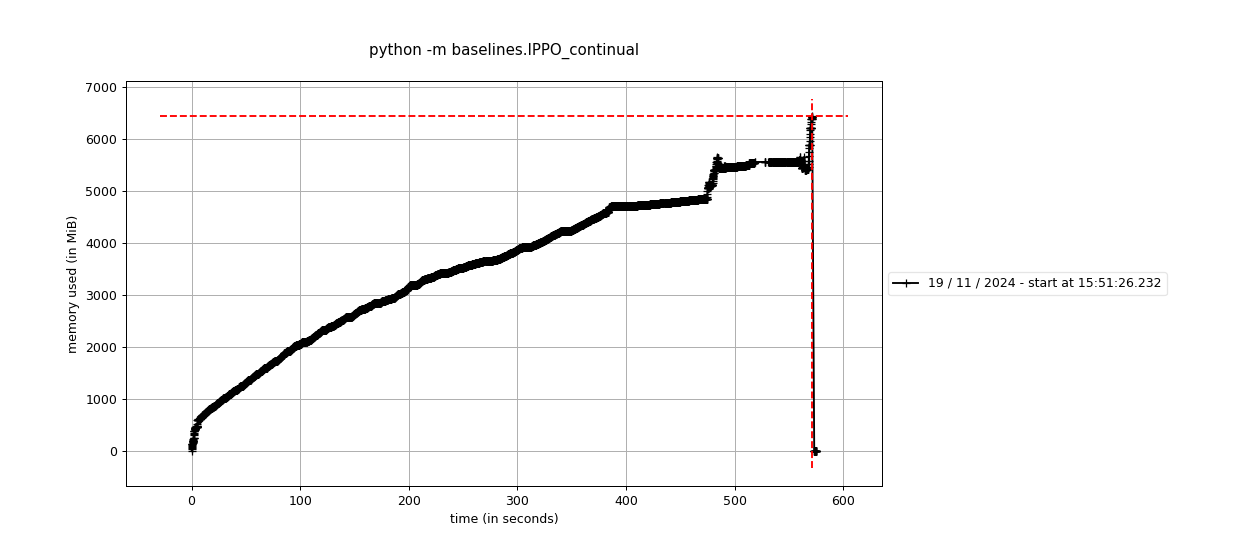 python -m baselines.IPPO_continual
7000
6000
5000
4000
3000
2000
1000
0
memory used (in MiB)
0 100 200 300 400 500 600
time (in seconds)
19 / 11 / 2024 - start at 15:51:26.232